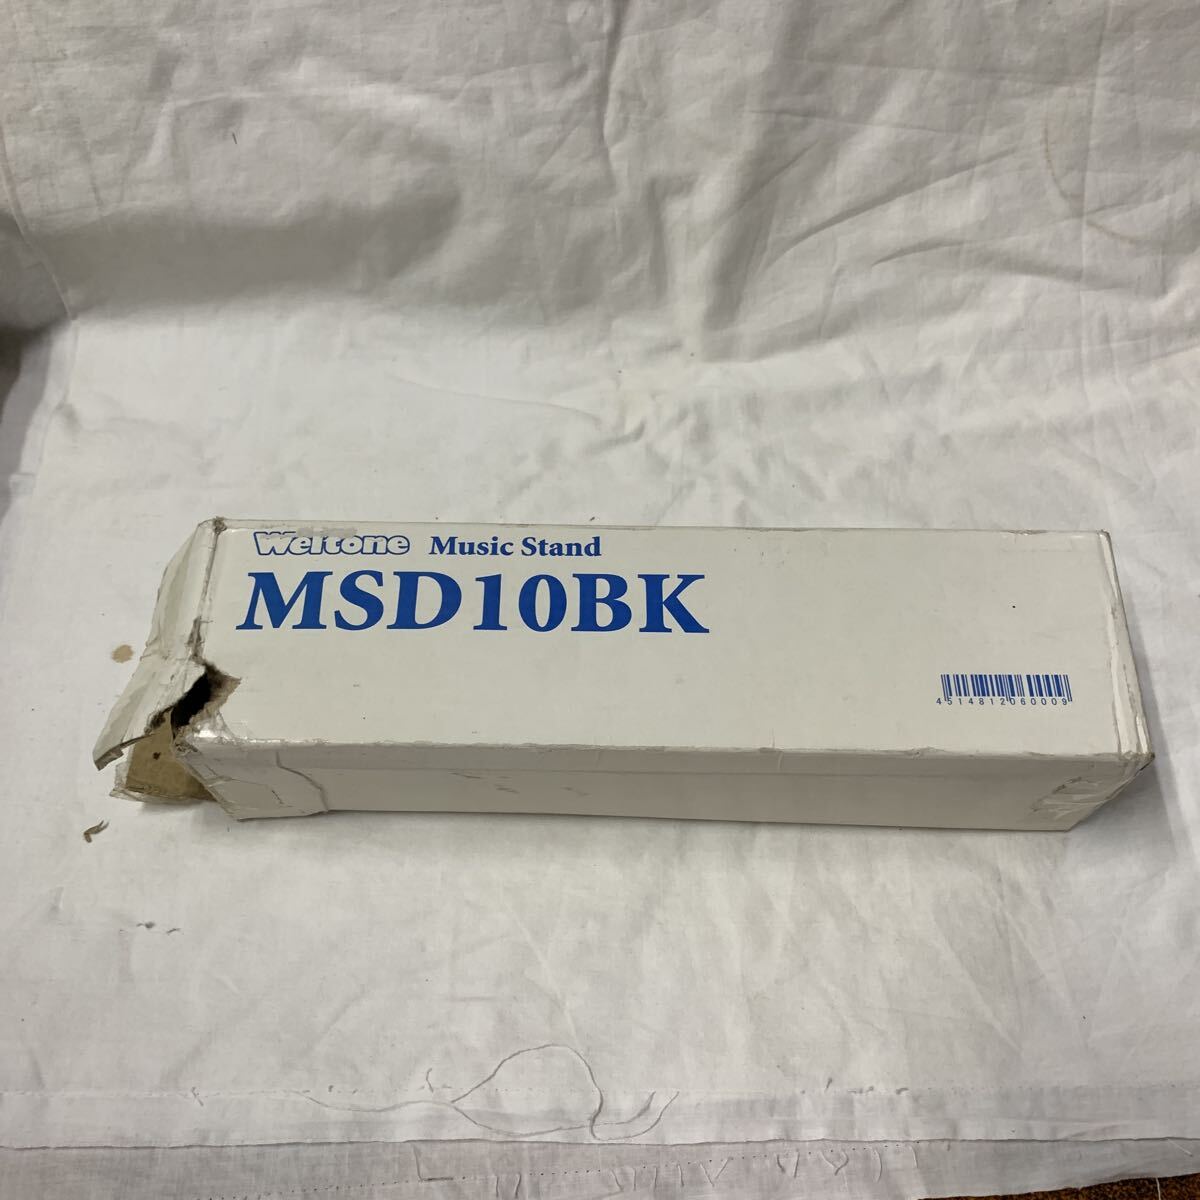 Weltone Music Stand
MSD10BK
4514812060009